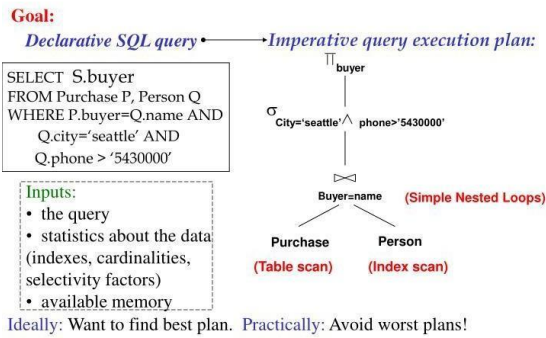 Goal:
Declarative SQL query
Imperative query execution plan:
SELECT S.buyer
FROM Purchase P, Person Q
WHERE P.buyer=Q.name AND
Q.city=‘seattle’ AND
Q.phone > ‘5430000’
Inputs:
• the query
• statistics about the data
(indexes, cardinalities,
selectivity factors)
• available memory
π buyer
σ City=‘seattle’ ∧ phone>’5430000’
⋈
Buyer=name (Simple Nested Loops)
Purchase Person
(Table scan) (Index scan)
Ideally: Want to find best plan. Practically: Avoid worst plans!